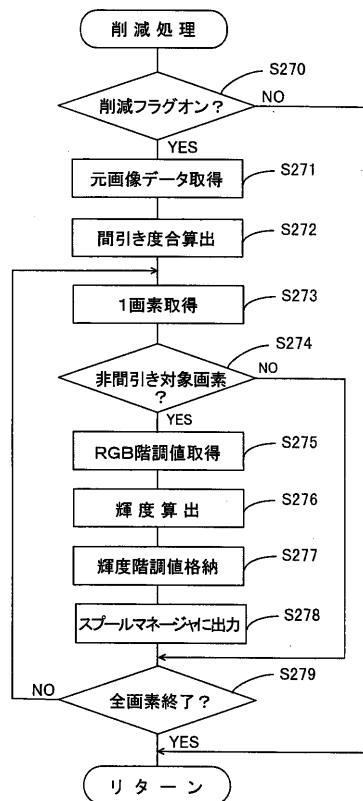 削減処理
S270
削減フラグオン?
NO
YES
元画像データ取得
S271
間引き度合算出
S272
1画素取得
S273
S274
非間引き対象画素
?
NO
YES
RGB階調値取得
S275
輝度算出
S276
輝度階調値格納
S277
スプールマネージャに出力
S278
S279
全画素終了?
NO
YES
リターン